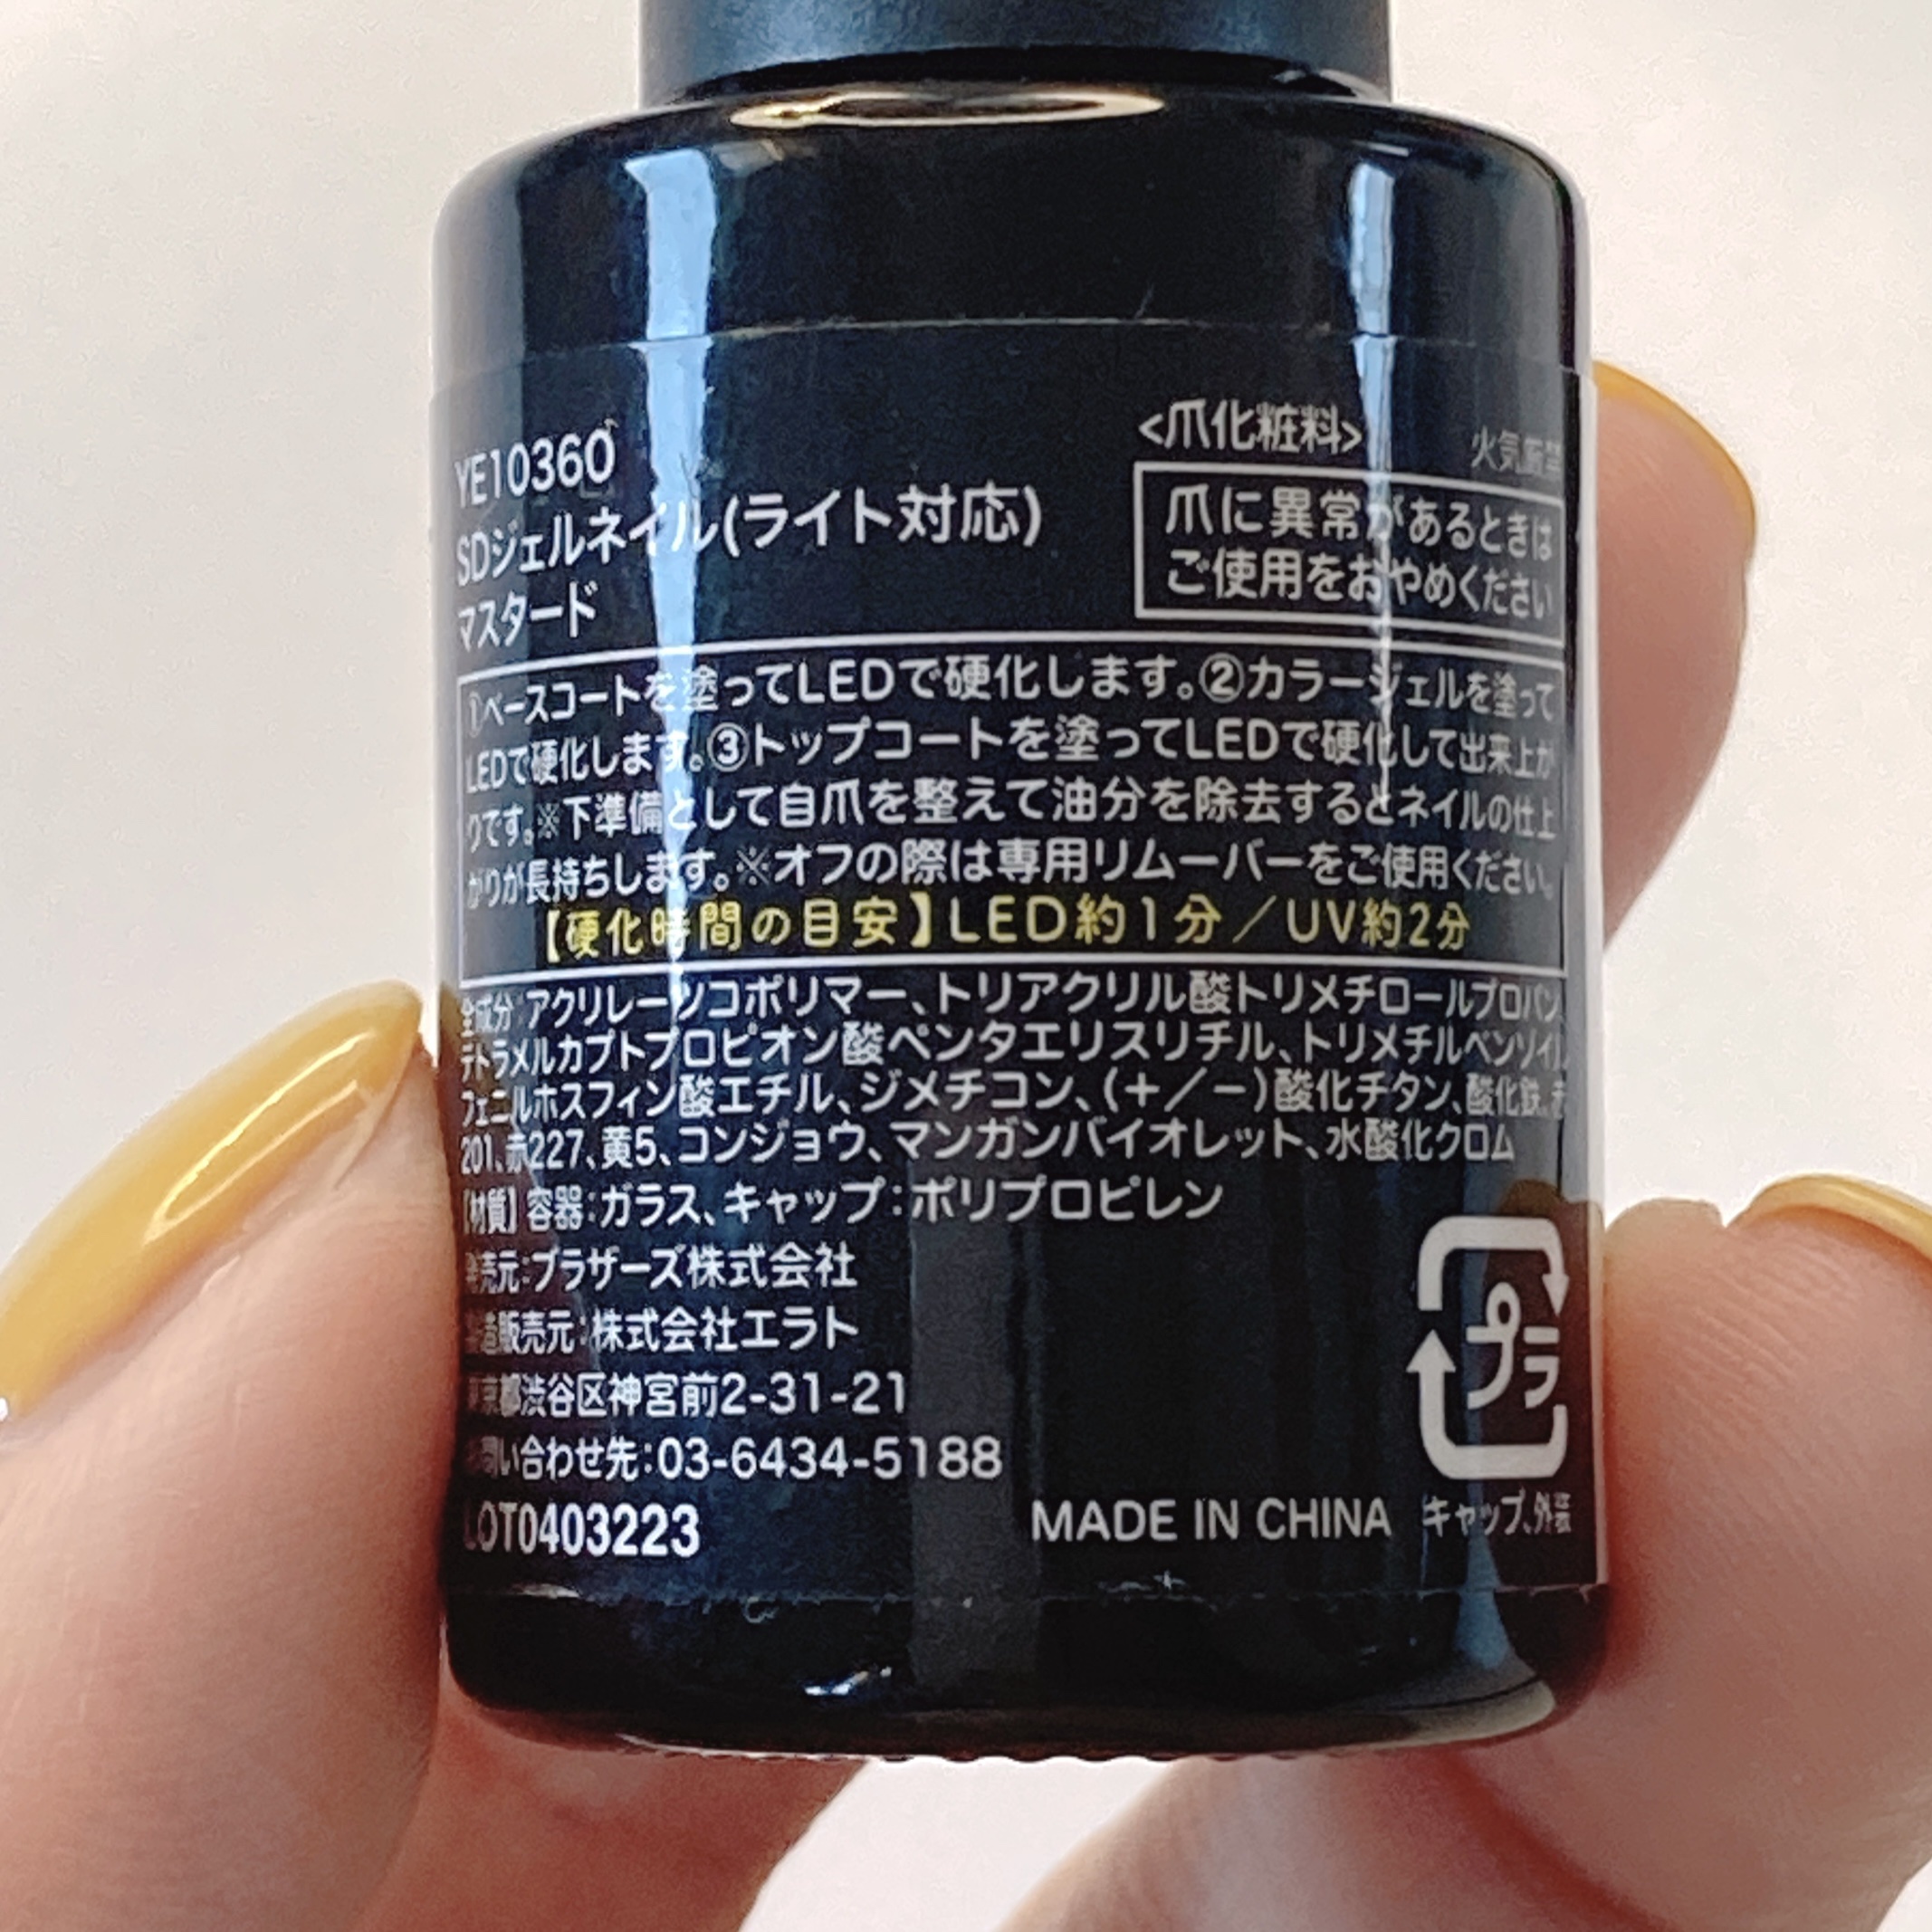 YE10360
SDジェルネイル(ライト対応)
マスタード
<爪化粧料>
火気厳禁
爪に異常があるときは
ご使用をおやめください
①ベースコートを塗ってLEDで硬化します。②カラージェルを塗って
LEDで硬化します。③トップコートを塗ってLEDで硬化して出来上が
りです。※下準備として自爪を整えて油分を除去するとネイルの仕上
がりが長持ちします。※オフの際は専用リムーバーをご使用ください。
【硬化時間の目安】LED約1分/UV約2分
全成分:アクリレーツコポリマー、トリアクリル酸トリメチロールプロパン、
テトラメルカプトプロピオン酸ペンタエリスリチル、トリメチルベンゾイル
フェニルホスフィン酸エチル、ジメチコン、(+/-)酸化チタン、酸化鉄、赤
201、赤227、黄5、コンジョウ、マンガンバイオレット、水酸化クロム
【材質】容器:ガラス、キャップ:ポリプロピレン
発売元:ブラザーズ株式会社
製造販売元:株式会社エラト
東京都渋谷区神宮前2-31-21
お問い合わせ先:03-6434-5188
LOT0403223
MADE IN CHINA
プラ
キャップ、外装